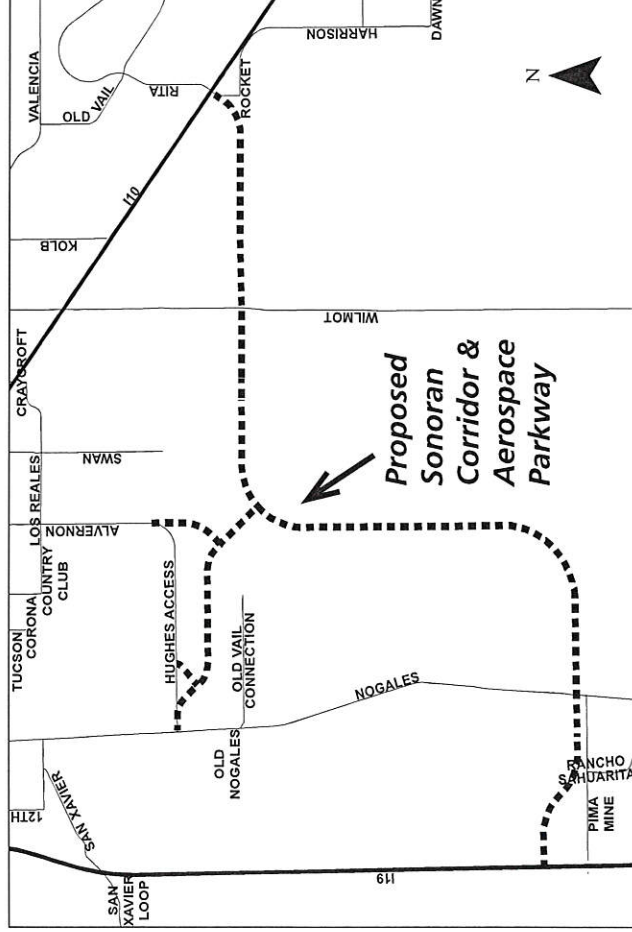 VALENCIA
OLD
VAIL
RITA
HARRISON
DAWN
ROCKET
N
I10
KOLB
WILMOT
CRAYCROFT
SWAN
LOS REALES
ALVERNON
COUNTRY
CLUB
TUCSON
CORONA
HUGHES ACCESS
OLD VAIL
CONNECTION
OLD
NOGALES
NOGALES
12TH
SAN XAVIER
SAN
XAVIER
LOOP
I19
RANCHO
SAHUARITA
PIMA
MINE
Proposed
Sonoran
Corridor &
Aerospace
Parkway